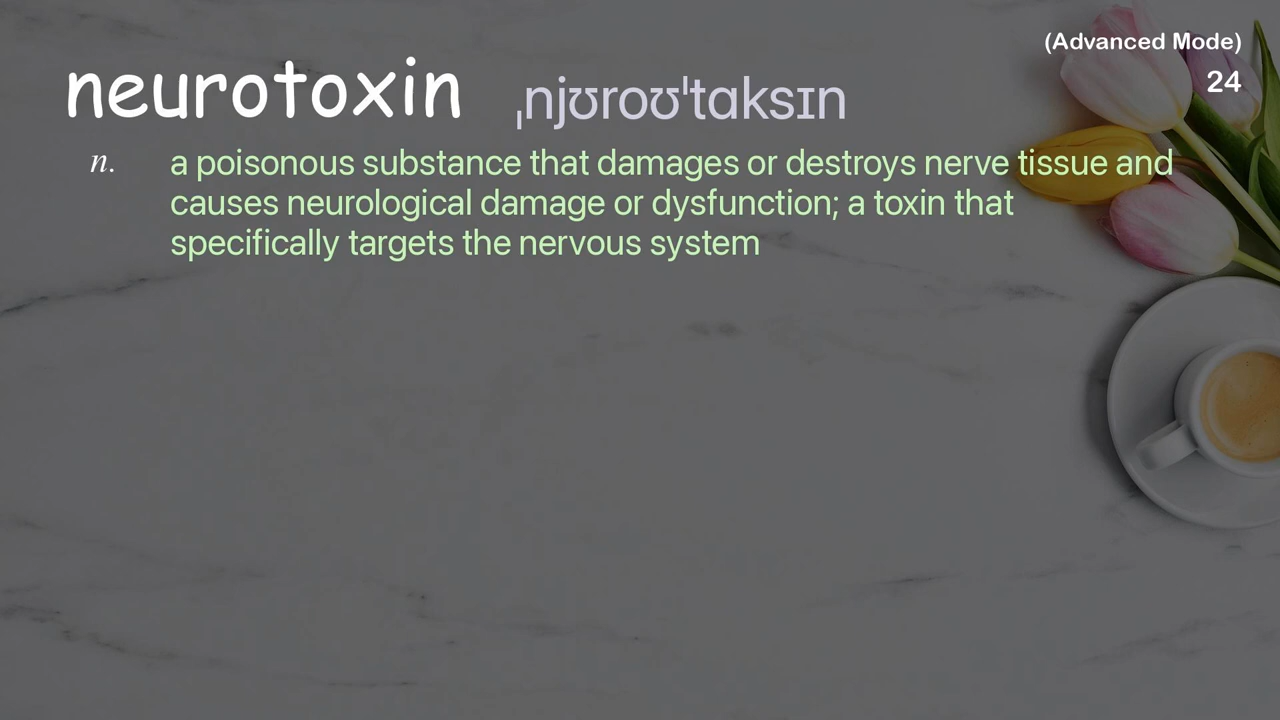 (Advanced Mode)
24
neurotoxin ˌnjʊroʊˈtɑksɪn
n. a poisonous substance that damages or destroys nerve tissue and
causes neurological damage or dysfunction; a toxin that
specifically targets the nervous system